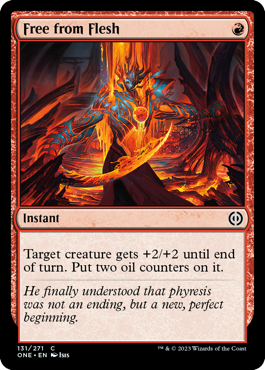 Free from Flesh
Instant
Target creature gets +2/+2 until end
of turn. Put two oil counters on it.
He finally understood that phyresis
was not an ending, but a new, perfect
beginning.
131/271 C
ONE • EN Isis
™ & © 2023 Wizards of the Coast